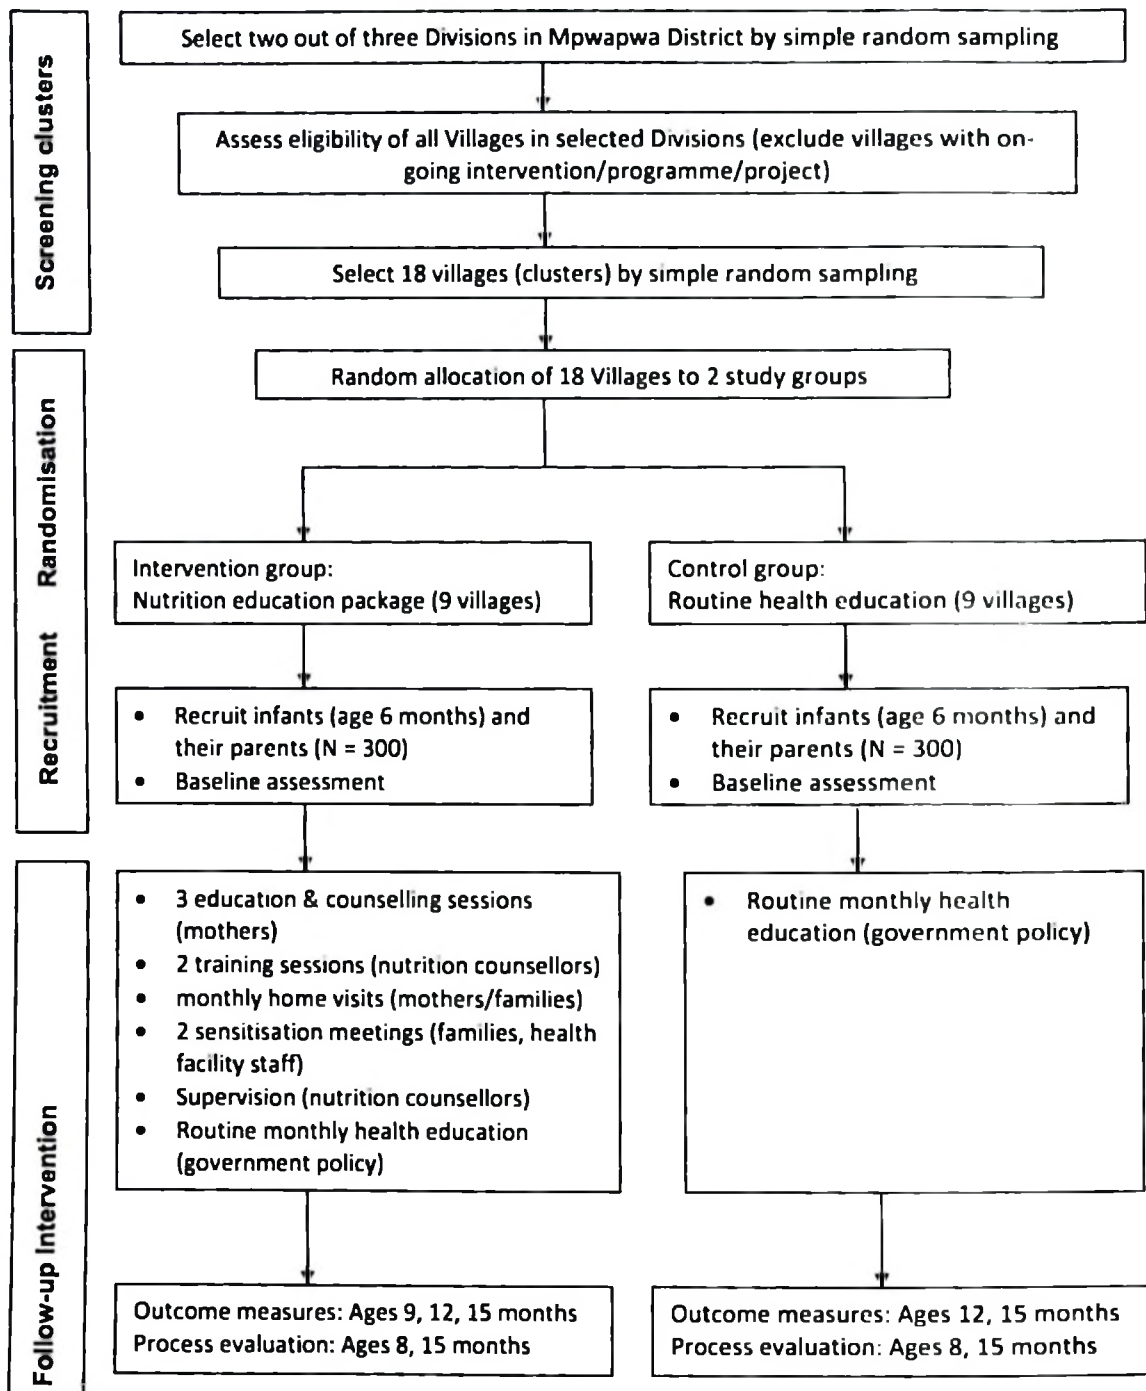 Screening clusters
Select two out of three Divisions in Mpwapwa District by simple random sampling
Assess eligibility of all Villages in selected Divisions (exclude villages with on-
going intervention/programme/project)
Select 18 villages (clusters) by simple random sampling
Recruitment Randomisation
Random allocation of 18 Villages to 2 study groups
Intervention group:
Nutrition education package (9 villages)
Control group:
Routine health education (9 villages)
• Recruit infants (age 6 months) and
their parents (N = 300)
• Baseline assessment
• Recruit infants (age 6 months) and
their parents (N = 300)
• Baseline assessment
Follow-up Intervention
• 3 education & counselling sessions
(mothers)
• 2 training sessions (nutrition counsellors)
• monthly home visits (mothers/families)
• 2 sensitisation meetings (families, health
facility staff)
• Supervision (nutrition counsellors)
• Routine monthly health education
(government policy)
• Routine monthly health
education (government policy)
Outcome measures: Ages 9, 12, 15 months
Process evaluation: Ages 8, 15 months
Outcome measures: Ages 12, 15 months
Process evaluation: Ages 8, 15 months